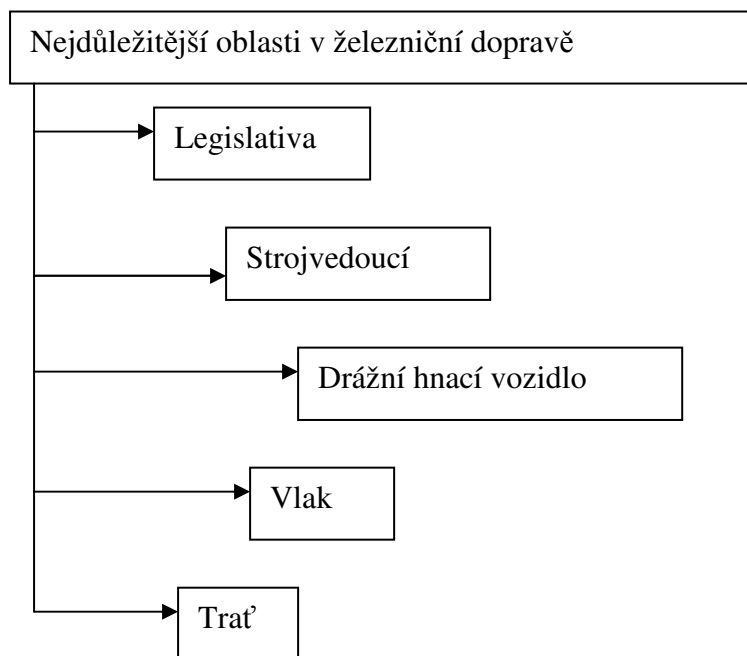 Nejdůležitější oblasti v železniční dopravě
Legislativa
Strojvedoucí
Drážní hnací vozidlo
Vlak
Trať